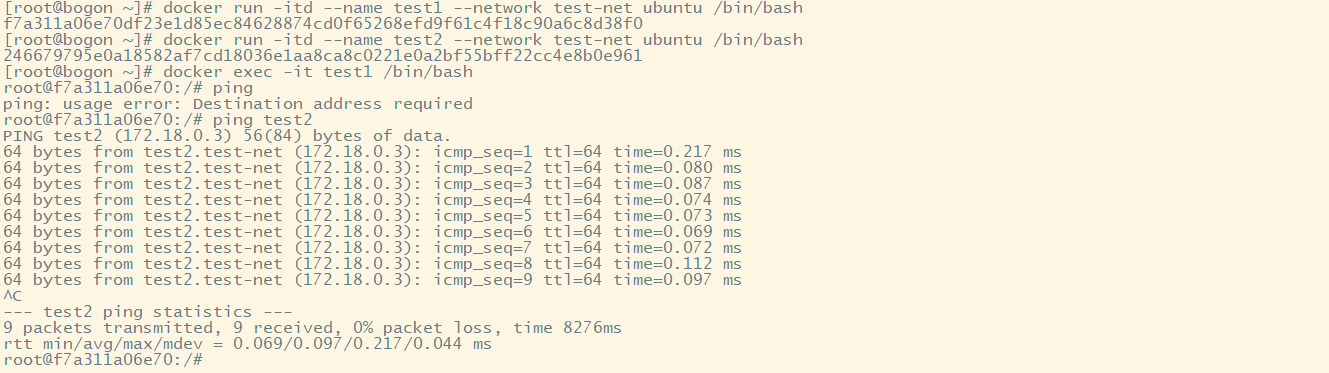 [root@bogon ~]# docker run -itd --name test1 --network test-net ubuntu /bin/bash
f7a311a06e70df23e1d85ec84628874cd0f65268efd9f61c4f18c90a6c8d38f0
[root@bogon ~]# docker run -itd --name test2 --network test-net ubuntu /bin/bash
246679795e0a18582af7cd18036e1aa8ca8c0221e0a2bf55bff22cc4e8b0e961
[root@bogon ~]# docker exec -it test1 /bin/bash
root@f7a311a06e70:/# ping
ping: usage error: Destination address required
root@f7a311a06e70:/# ping test2
PING test2 (172.18.0.3) 56(84) bytes of data.
64 bytes from test2.test-net (172.18.0.3): icmp_seq=1 ttl=64 time=0.217 ms
64 bytes from test2.test-net (172.18.0.3): icmp_seq=2 ttl=64 time=0.080 ms
64 bytes from test2.test-net (172.18.0.3): icmp_seq=3 ttl=64 time=0.087 ms
64 bytes from test2.test-net (172.18.0.3): icmp_seq=4 ttl=64 time=0.074 ms
64 bytes from test2.test-net (172.18.0.3): icmp_seq=5 ttl=64 time=0.073 ms
64 bytes from test2.test-net (172.18.0.3): icmp_seq=6 ttl=64 time=0.069 ms
64 bytes from test2.test-net (172.18.0.3): icmp_seq=7 ttl=64 time=0.072 ms
64 bytes from test2.test-net (172.18.0.3): icmp_seq=8 ttl=64 time=0.112 ms
64 bytes from test2.test-net (172.18.0.3): icmp_seq=9 ttl=64 time=0.097 ms
^C
--- test2 ping statistics ---
9 packets transmitted, 9 received, 0% packet loss, time 8276ms
rtt min/avg/max/mdev = 0.069/0.097/0.217/0.044 ms
root@f7a311a06e70:/#